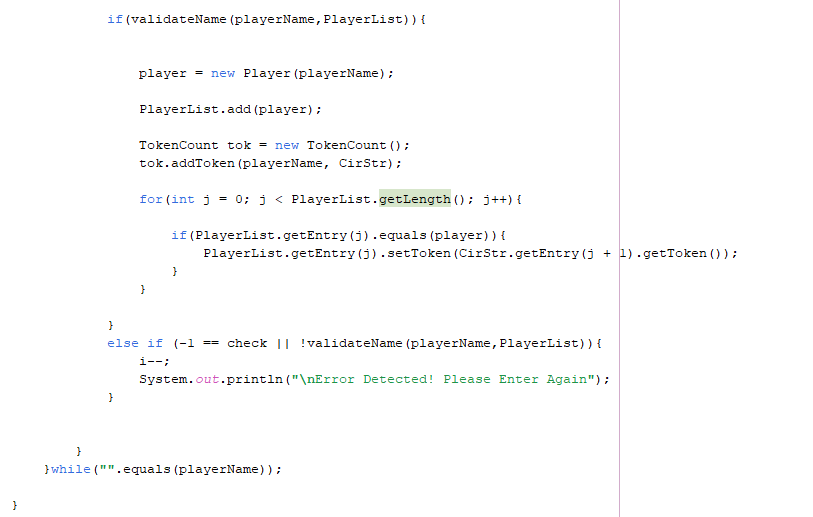 if(validateName(playerName,PlayerList)){
player = new Player(playerName);
PlayerList.add(player);
TokenCount tok = new TokenCount();
tok.addToken(playerName, CirStr);
for(int j = 0; j < PlayerList.getLength(); j++){
if(PlayerList.getEntry(j).equals(player)){
PlayerList.getEntry(j).setToken(CirStr.getEntry(j + 1).getToken());
}
}
}
else if (-1 == check || !validateName(playerName,PlayerList)){
i--;
System.out.println("\nError Detected! Please Enter Again");
}
}
}while("".equals(playerName));
}